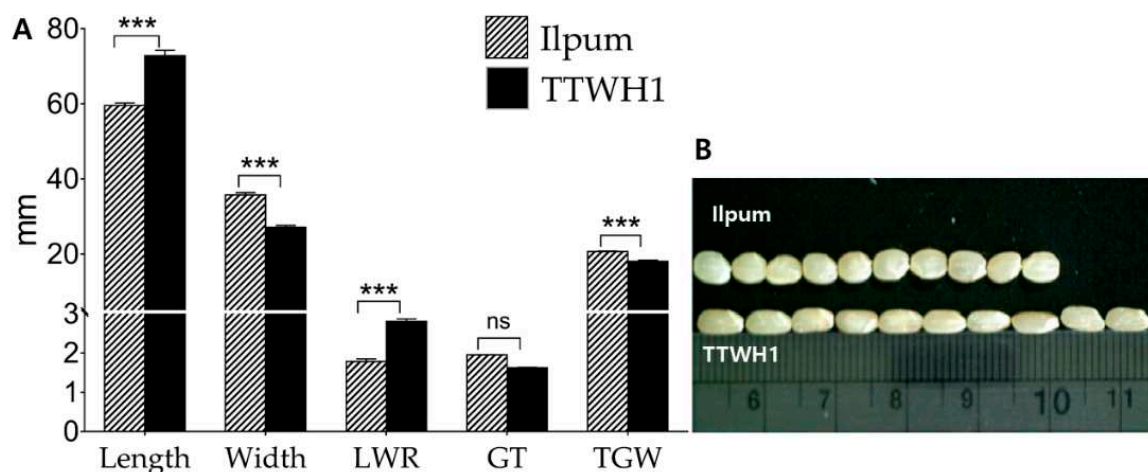 A
mm
80
60
40
20
3
2
1
0
***
***
***
ns
***
Length Width LWR GT TGW
Ilpum
TTWH1
B
Ilpum
TTWH1
6 7 8 9 10 11